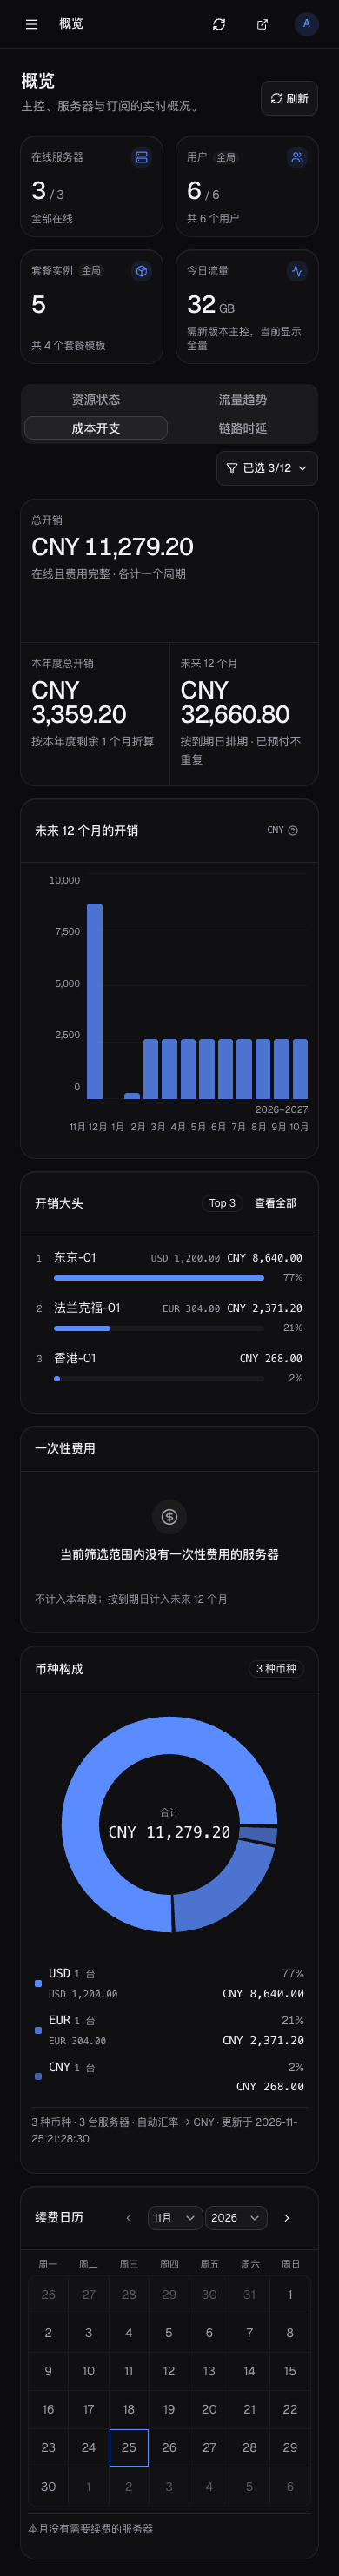 概览
A
概览
主控、服务器与订阅的实时概况。
刷新
在线服务器
3 / 3
全部在线
用户 全局
6 / 6
共 6 个用户
套餐实例 全局
5
共 4 个套餐模板
今日流量
32 GB
需新版本主控，当前显示
全量
资源状态
流量趋势
成本开支
链路时延
已选 3/12
总开销
CNY 11,279.20
在线且费用完整 · 各计一个周期
本年度总开销
CNY
3,359.20
按本年度剩余 1 个月折算
未来 12 个月
CNY
32,660.80
按到期日排期 · 已预付不
重复
未来 12 个月的开销
CNY
10,000
7,500
5,000
2,500
0
2026–2027
11月 12月 1月 2月 3月 4月 5月 6月 7月 8月 9月 10月
开销大头
Top 3
查看全部
1 东京-01 USD 1,200.00 CNY 8,640.00
77%
2 法兰克福-01 EUR 304.00 CNY 2,371.20
21%
3 香港-01 CNY 268.00
2%
一次性费用
当前筛选范围内没有一次性费用的服务器
不计入本年度；按到期日计入未来 12 个月
币种构成
3 种币种
合计
CNY 11,279.20
USD 1 台 77%
USD 1,200.00 CNY 8,640.00
EUR 1 台 21%
EUR 304.00 CNY 2,371.20
CNY 1 台 2%
CNY 268.00
3 种币种 · 3 台服务器 · 自动汇率 → CNY · 更新于 2026-11-
25 21:28:30
续费日历
11月
2026
周一 周二 周三 周四 周五 周六 周日
26 27 28 29 30 31 1
2 3 4 5 6 7 8
9 10 11 12 13 14 15
16 17 18 19 20 21 22
23 24 25 26 27 28 29
30 1 2 3 4 5 6
本月没有需要续费的服务器